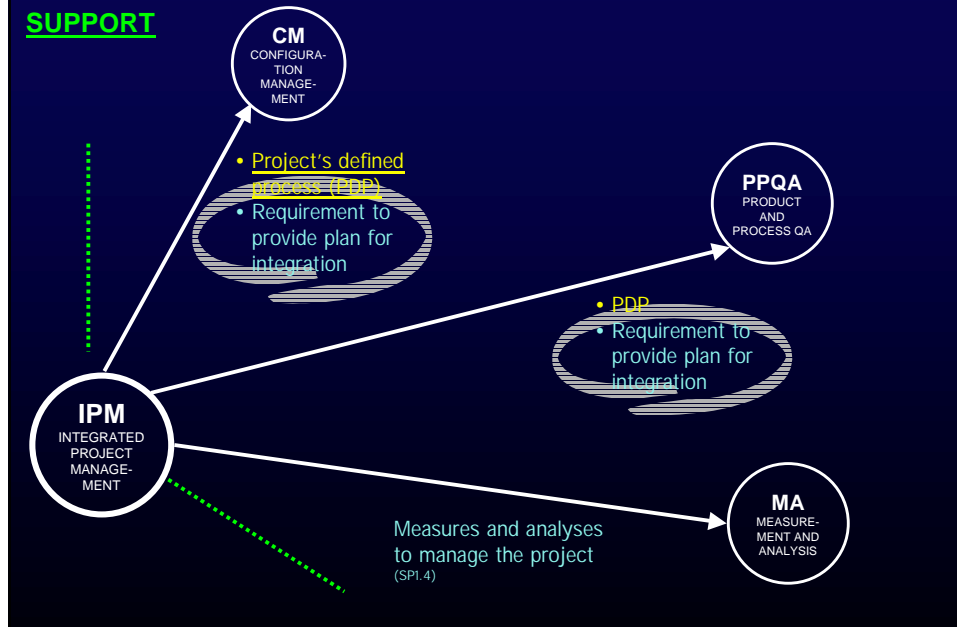 SUPPORT
CM
CONFIGURA-
TION
MANAGE-
MENT
• Project's defined
process (PDP)
• Requirement to
provide plan for
integration
PPQA
PRODUCT
AND
PROCESS QA
• PDP
• Requirement to
provide plan for
integration
IPM
INTEGRATED
PROJECT
MANAGE-
MENT
MA
MEASURE-
MENT AND
ANALYSIS
Measures and analyses
to manage the project
(SP1.4)